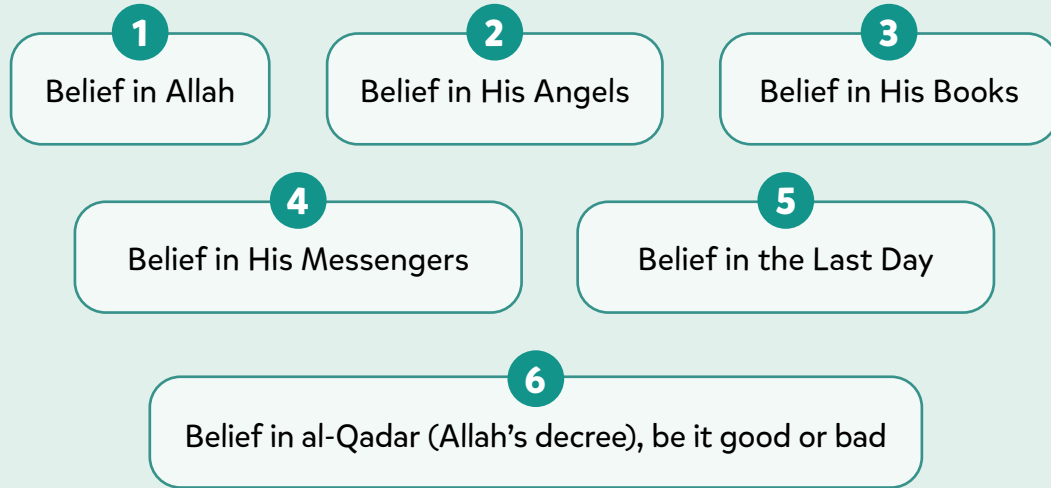 1
Belief in Allah
2
Belief in His Angels
3
Belief in His Books
4
Belief in His Messengers
5
Belief in the Last Day
6
Belief in al-Qadar (Allah's decree), be it good or bad